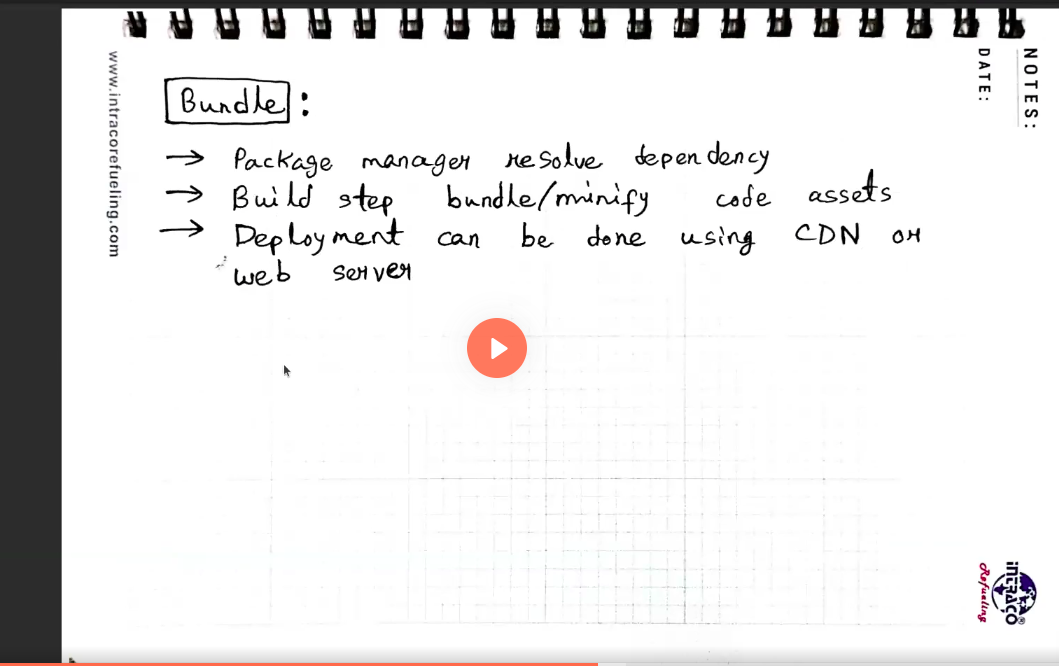 NOTES:
DATE:
www.intracorefueling.com
Bundle :
→ Package manager resolve dependency
→ Build step bundle/minify code assets
→ Deployment can be done using CDN or
web server
INTRACO
Refueling